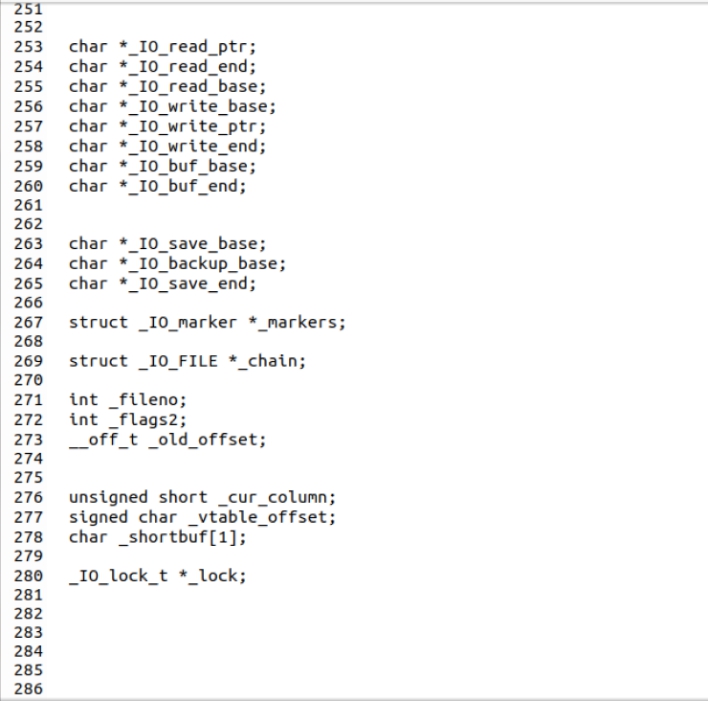 251
252
253 char *_IO_read_ptr;
254 char *_IO_read_end;
255 char *_IO_read_base;
256 char *_IO_write_base;
257 char *_IO_write_ptr;
258 char *_IO_write_end;
259 char *_IO_buf_base;
260 char *_IO_buf_end;
261
262
263 char *_IO_save_base;
264 char *_IO_backup_base;
265 char *_IO_save_end;
266
267 struct _IO_marker *_markers;
268
269 struct _IO_FILE *_chain;
270
271 int _fileno;
272 int _flags2;
273 __off_t _old_offset;
274
275
276 unsigned short _cur_column;
277 signed char _vtable_offset;
278 char _shortbuf[1];
279
280 _IO_lock_t *_lock;
281
282
283
284
285
286